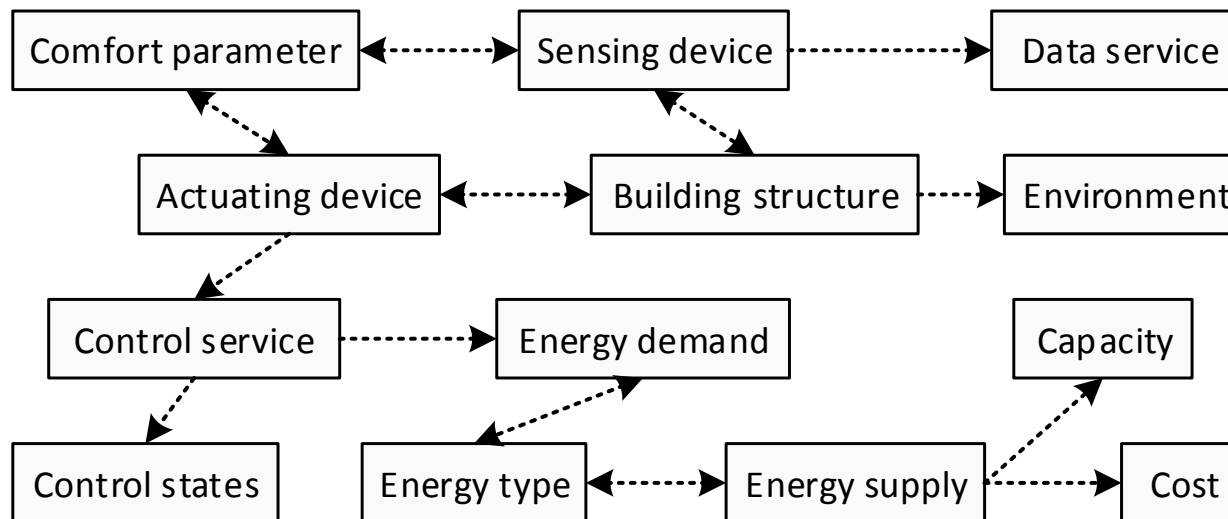 Comfort parameter
Sensing device
Data service
Actuating device
Building structure
Environment
Control service
Energy demand
Capacity
Control states
Energy type
Energy supply
Cost